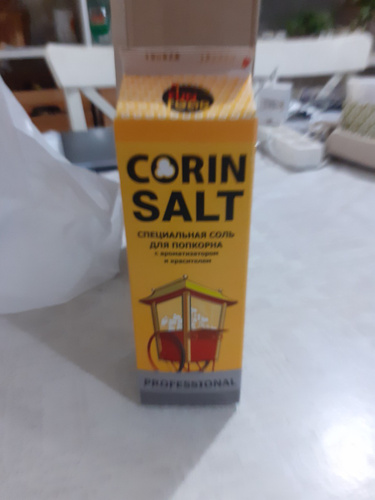 CORIN
SALT
СПЕЦИАЛЬНАЯ СОЛЬ
ДЛЯ ПОПКОРНА
с ароматизатором
и красителем
PROFESSIONAL